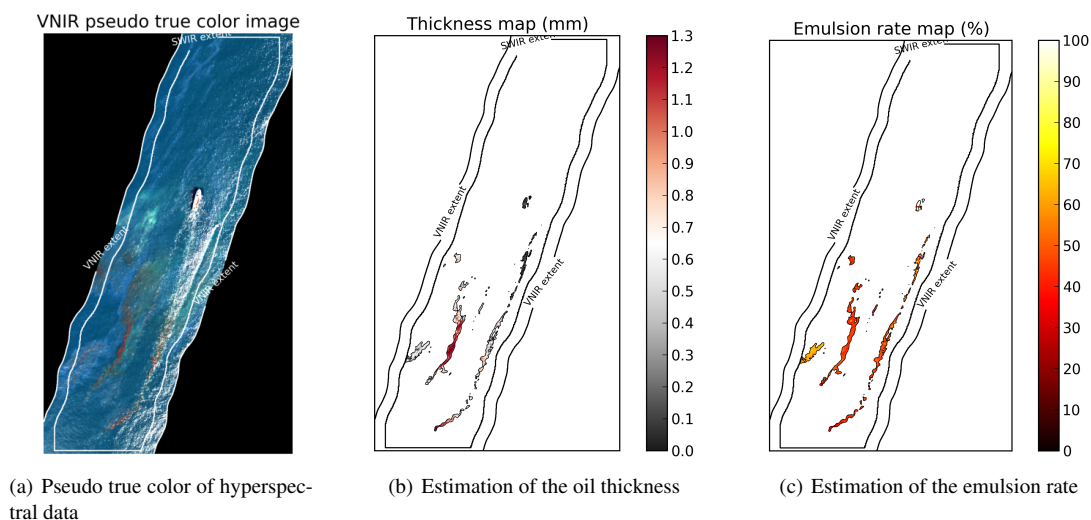 VNIR pseudo true color image
SWIR extent
VNIR extent
VNIR extent
Thickness map (mm)
SWIR extent
VNIR extent
VNIR extent
1.3
1.2
1.1
1.0
0.9
0.8
0.7
0.6
0.5
0.4
0.3
0.2
0.1
0.0
Emulsion rate map (%)
SWIR extent
VNIR extent
VNIR extent
100
90
80
70
60
50
40
30
20
10
0
(a) Pseudo true color of hyperspec-
tral data
(b) Estimation of the oil thickness
(c) Estimation of the emulsion rate